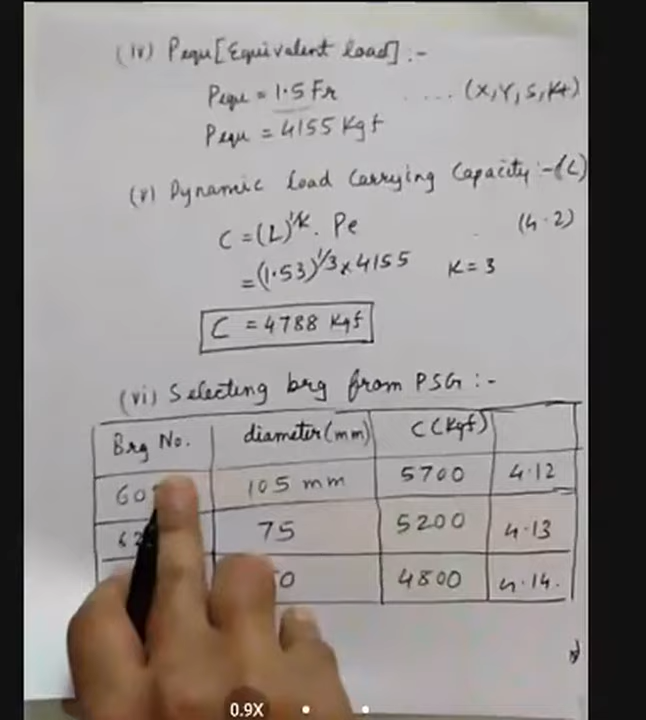 (iv) Pequ [Equivalent load] :-
Pequ = 1.5 Fr .... (X, Y, S, Kt)
Pequ = 4155 Kgf
(v) Dynamic load Carrying Capacity :- (C)
C = (L)^1/K . Pe (4.2)
= (1.53)^1/3 x 4155 K = 3
C = 4788 Kgf
(vi) Selecting brg from PSG :-
Brg No. diameter(mm) C (Kgf)
105 mm 5700 4.12
75 5200 4.13
4800 4.14.
0.9X